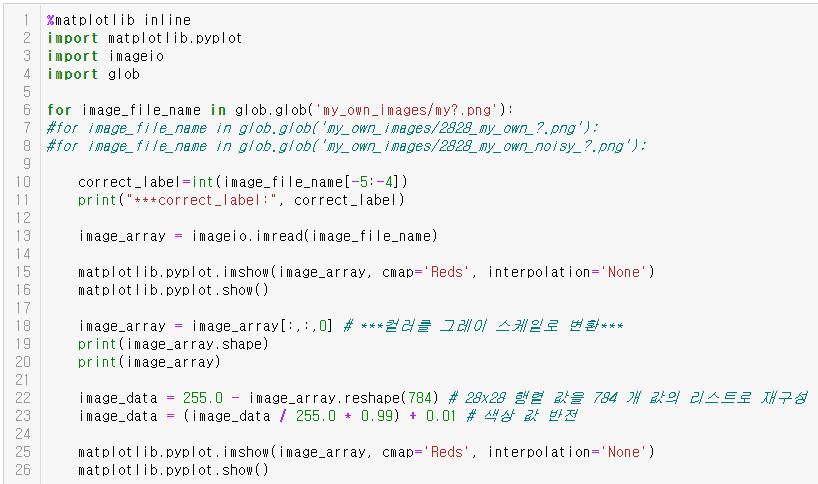 1 %matplotlib inline
2 import matplotlib.pyplot
3 import imageio
4 import glob
5
6 for image_file_name in glob.glob('my_own_images/my?.png'):
7 #for image_file_name in glob.glob('my_own_images/2828_my_own_?.png'):
8 #for image_file_name in glob.glob('my_own_images/2828_my_own_noisy_?.png'):
9
10     correct_label=int(image_file_name[-5:-4])
11     print("***correct_label:", correct_label)
12
13     image_array = imageio.imread(image_file_name)
14
15     matplotlib.pyplot.imshow(image_array, cmap='Reds', interpolation='None')
16     matplotlib.pyplot.show()
17
18     image_array = image_array[:,:,0] # ***컬러를 그레이 스케일로 변환***
19     print(image_array.shape)
20     print(image_array)
21
22     image_data = 255.0 - image_array.reshape(784) # 28x28 행렬 값을 784 개 값의 리스트로 재구성
23     image_data = (image_data / 255.0 * 0.99) + 0.01 # 색상 값 반전
24
25     matplotlib.pyplot.imshow(image_array, cmap='Reds', interpolation='None')
26     matplotlib.pyplot.show()